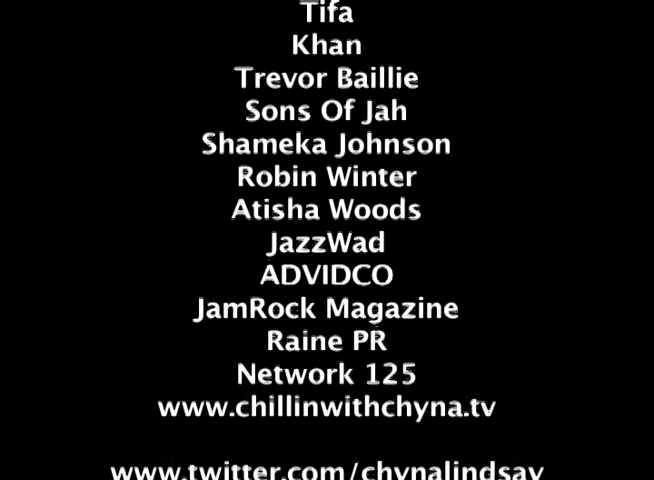 Tifa
Khan
Trevor Baillie
Sons Of Jah
Shameka Johnson
Robin Winter
Atisha Woods
JazzWad
ADVIDCO
JamRock Magazine
Raine PR
Network 125
www.chillinwithchyna.tv
www.twitter.com/chynalindsay